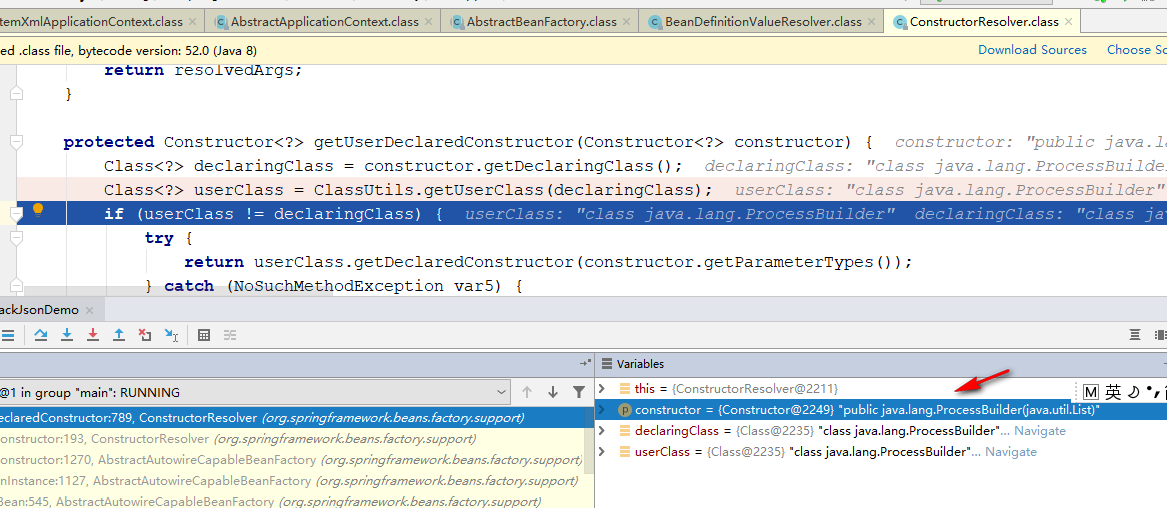 temXmlApplicationContext.class AbstractApplicationContext.class AbstractBeanFactory.class BeanDefinitionValueResolver.class ConstructorResolver.class
ed .class file, bytecode version: 52.0 (Java 8) Download Sources Choose So
return resolvedArgs;
}
protected Constructor<?> getUserDeclaredConstructor(Constructor<?> constructor) { constructor: "public java.la
Class<?> declaringClass = constructor.getDeclaringClass(); declaringClass: "class java.lang.ProcessBuilde
Class<?> userClass = ClassUtils.getUserClass(declaringClass); userClass: "class java.lang.ProcessBuilder"
if (userClass != declaringClass) { userClass: "class java.lang.ProcessBuilder" declaringClass: "class jav
try {
return userClass.getDeclaredConstructor(constructor.getParameterTypes());
} catch (NoSuchMethodException var5) {
ackJsonDemo
Variables
@1 in group "main": RUNNING
this = {ConstructorResolver@2211}
M 英
eclaredConstructor:789, ConstructorResolver (org.springframework.beans.factory.support)
p constructor = {Constructor@2249} "public java.lang.ProcessBuilder(java.util.List)"
onstructor:193, ConstructorResolver (org.springframework.beans.factory.support)
declaringClass = {Class@2235} "class java.lang.ProcessBuilder"... Navigate
onstructor:1270, AbstractAutowireCapableBeanFactory (org.springframework.beans.factory.support)
userClass = {Class@2235} "class java.lang.ProcessBuilder"... Navigate
nInstance:1127, AbstractAutowireCapableBeanFactory (org.springframework.beans.factory.support)
Bean:545, AbstractAutowireCapableBeanFactory (org.springframework.beans.factory.support)